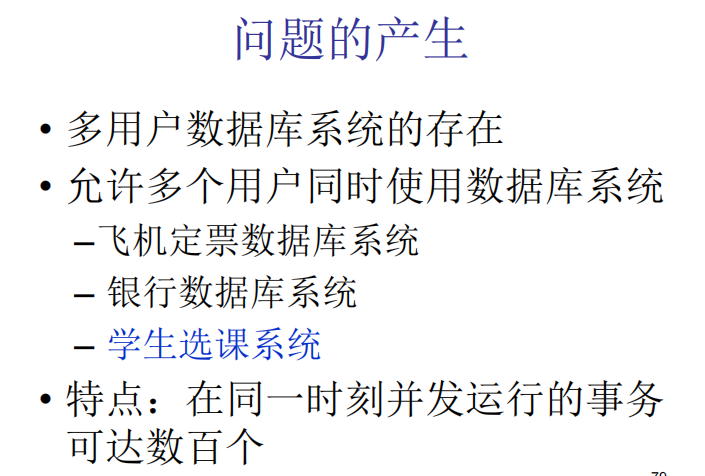 问题的产生
• 多用户数据库系统的存在
• 允许多个用户同时使用数据库系统
–飞机定票数据库系统
– 银行数据库系统
– 学生选课系统
• 特点：在同一时刻并发运行的事务
可达数百个